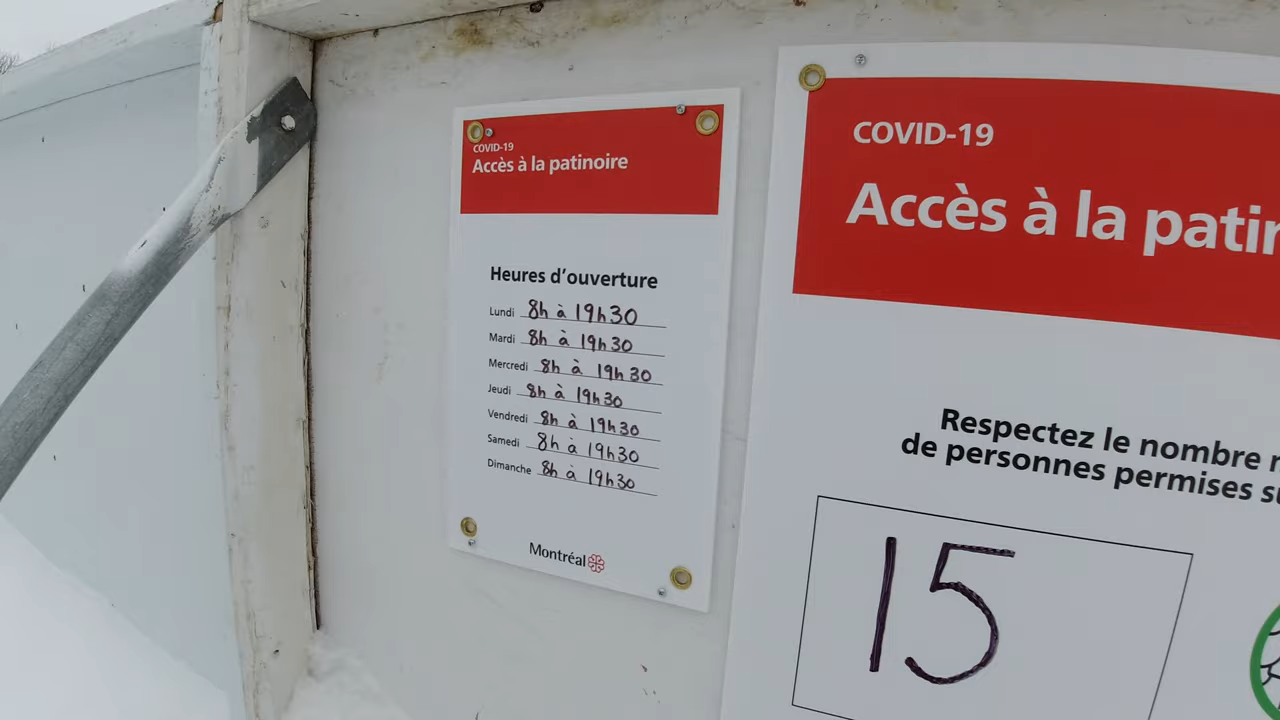 COVID-19
Accès à la patinoire
Heures d'ouverture
Lundi 8h à 19h30
Mardi 8h à 19h30
Mercredi 8h à 19h30
Jeudi 8h à 19h30
Vendredi 8h à 19h30
Samedi 8h à 19h30
Dimanche 8h à 19h30
Montréal
COVID-19
Accès à la patin
Respectez le nombre
de personnes permises
15